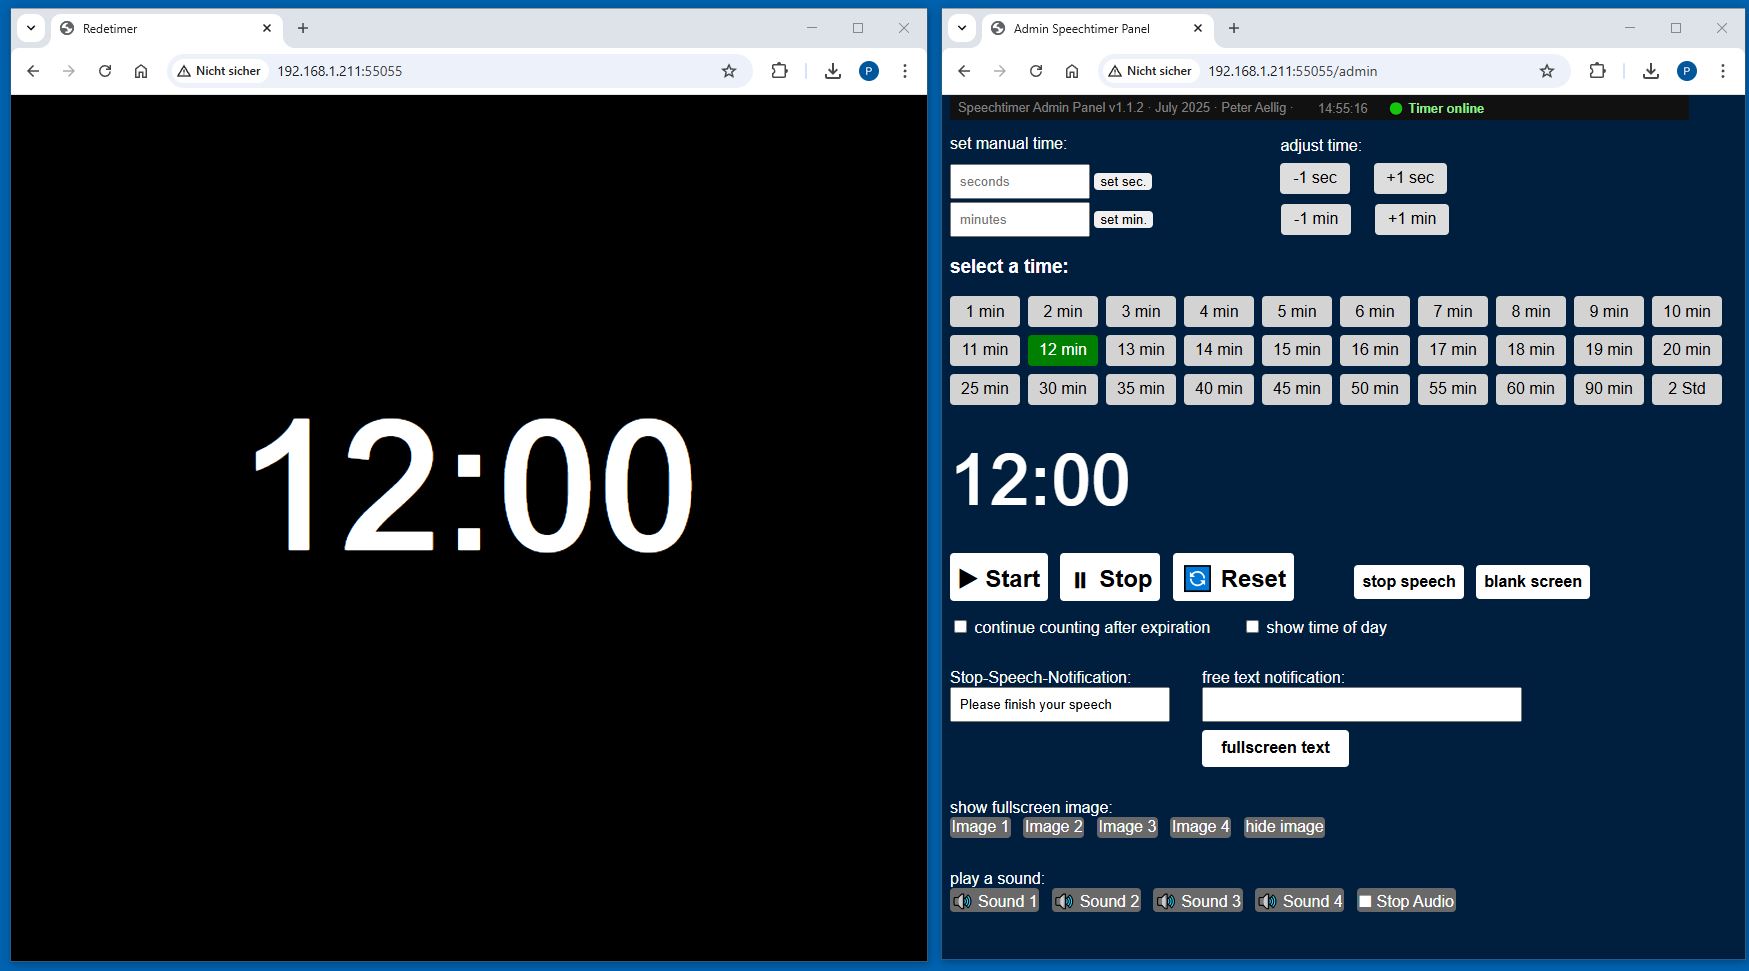 Redetimer
Nicht sicher 192.168.1.211:55055
P
12:00
Admin Speechtimer Panel
Nicht sicher 192.168.1.211:55055/admin
P
Speechtimer Admin Panel v1.1.2 · July 2025 · Peter Aellig · 14:55:16 Timer online
set manual time: adjust time:
seconds set sec. -1 sec +1 sec
minutes set min. -1 min +1 min
select a time:
1 min 2 min 3 min 4 min 5 min 6 min 7 min 8 min 9 min 10 min
11 min 12 min 13 min 14 min 15 min 16 min 17 min 18 min 19 min 20 min
25 min 30 min 35 min 40 min 45 min 50 min 55 min 60 min 90 min 2 Std
12:00
Start Stop Reset stop speech blank screen
continue counting after expiration show time of day
Stop-Speech-Notification: free text notification:
Please finish your speech
fullscreen text
show fullscreen image:
Image 1 Image 2 Image 3 Image 4 hide image
play a sound:
Sound 1 Sound 2 Sound 3 Sound 4 Stop Audio